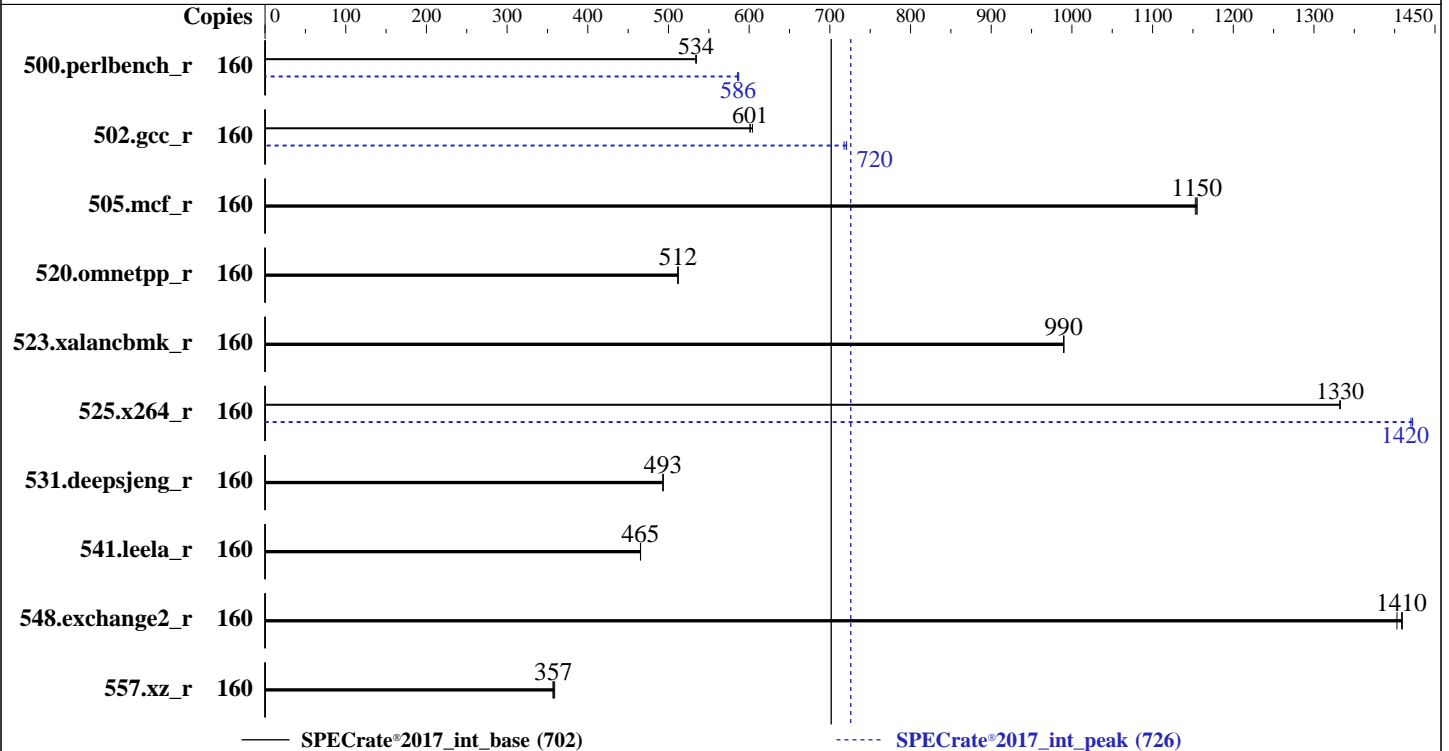 Copies 0 100 200 300 400 500 600 700 800 900 1000 1100 1200 1300 1450
500.perlbench_r 160 534
586
502.gcc_r 160 601
720
505.mcf_r 160 1150
520.omnetpp_r 160 512
523.xalancbmk_r 160 990
525.x264_r 160 1330
1420
531.deepsjeng_r 160 493
541.leela_r 160 465
548.exchange2_r 160 1410
557.xz_r 160 357
SPECrate®2017_int_base (702) SPECrate®2017_int_peak (726)